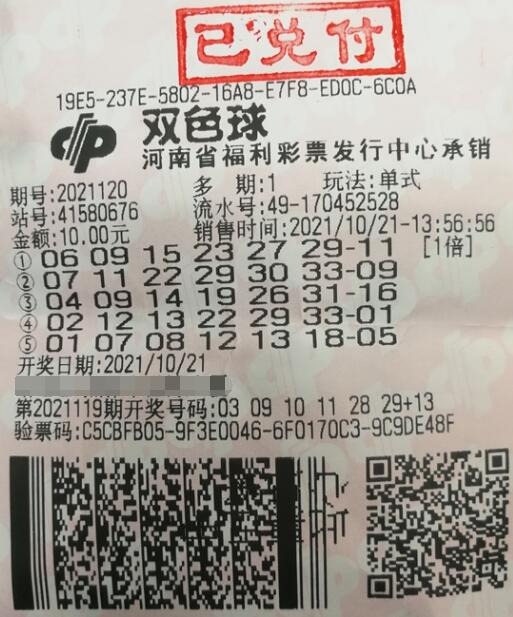 已兑付
19E5-237E-5802-16A8-E7F8-ED0C-6C0A
双色球
河南省福利彩票发行中心承销
期号:2021120 多 期:1 玩法:单式
站号:41580676 流水号:49-170452528
金额:10.00元 销售时间:2021/10/21-13:56:56
① 06 09 15 23 27 29-11 [1倍]
② 07 11 22 29 30 33-09
③ 04 09 14 19 26 31-16
④ 02 12 13 22 29 33-01
⑤ 01 07 08 12 13 18-05
开奖日期:2021/10/21
第2021119期开奖号码:03 09 10 11 28 29+13
验票码:C5CBFB05-9F3E0046-6F0170C3-9C9DE48F